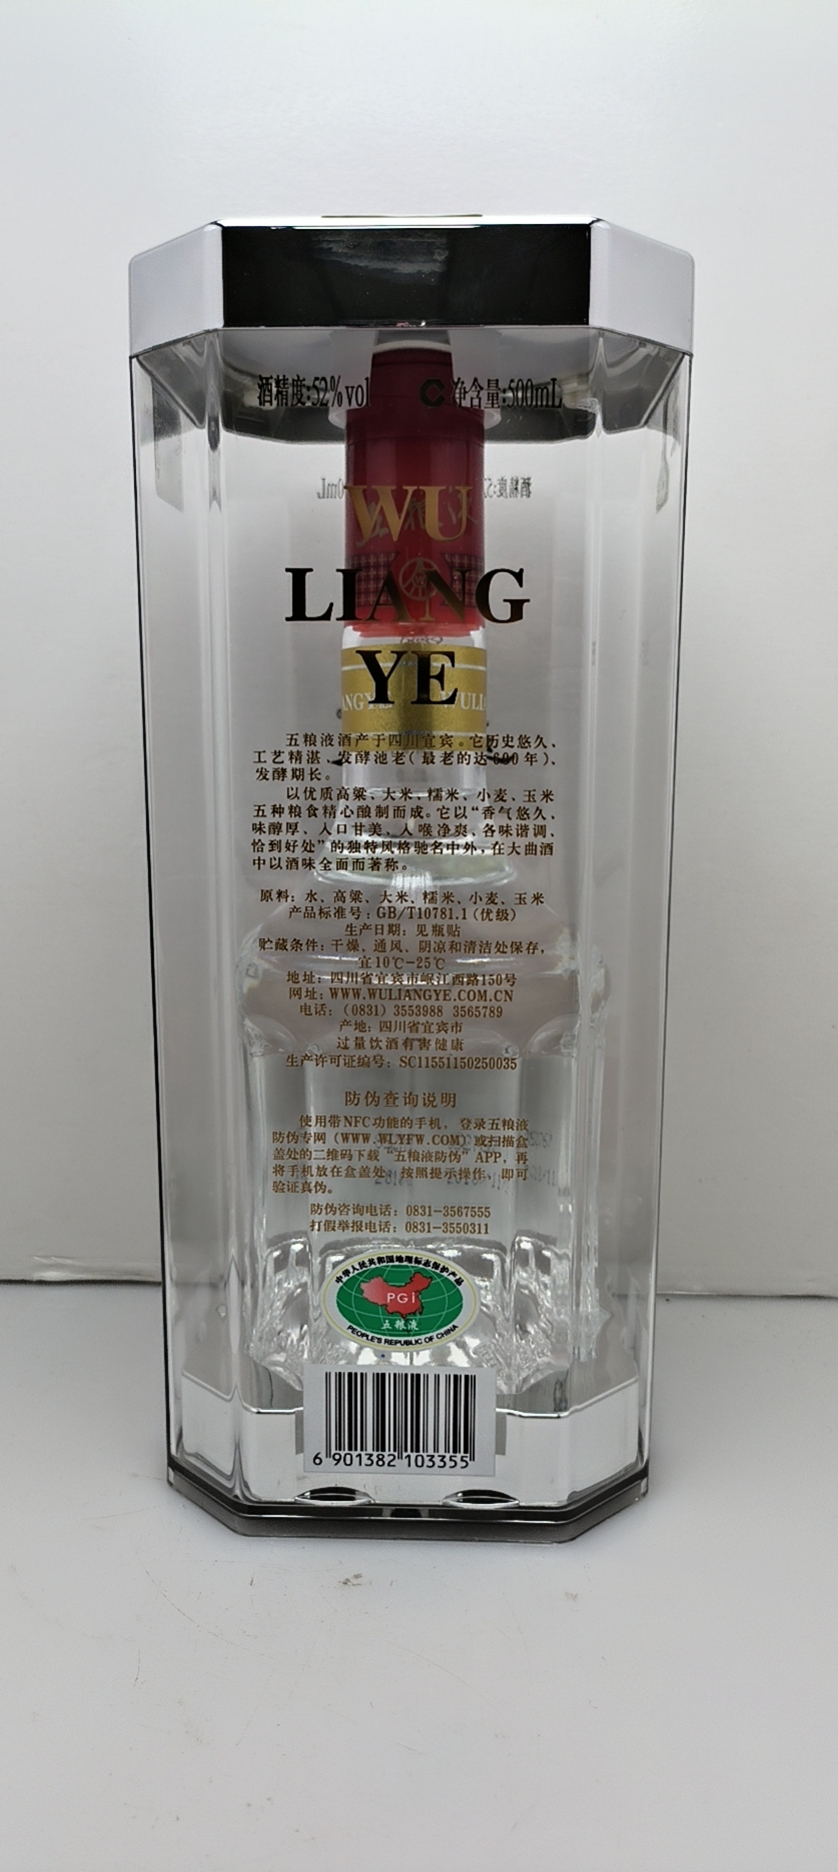 酒精度:52%vol C 净含量:500mL
WU
LIANG
YE
五粮液酒产于四川宜宾。它历史悠久、
工艺精湛、发酵池老(最老的达600年)、
发酵期长。
以优质高粱、大米、糯米、小麦、玉米
五种粮食精心酿制而成。它以“香气悠久、
味醇厚、入口甘美、入喉净爽、各味谐调、
恰到好处”的独特风格驰名中外,在大曲酒
中以酒味全面而著称。
原料: 水、高粱、大米、糯米、小麦、玉米
产品标准号: GB/T10781.1 (优级)
生产日期: 见瓶贴
贮藏条件: 干燥、通风、阴凉和清洁处保存,
宜10℃-25℃
地址: 四川省宜宾市岷江西路150号
网址: WWW.WULIANGYE.COM.CN
电话: (0831) 3553988 3565789
产地: 四川省宜宾市
过量饮酒有害健康
生产许可证编号: SC11551150250035
防伪查询说明
使用带NFC功能的手机, 登录五粮液
防伪专网 (WWW.WLYFW.COM) 或扫描盒
盖处的二维码下载 “五粮液防伪” APP, 再
将手机放在盒盖处, 按照提示操作, 即可
验证真伪。
防伪咨询电话: 0831-3567555
打假举报电话: 0831-3550311
中华人民共和国地理标志保护产品
PGI
五粮液
PEOPLE'S REPUBLIC OF CHINA
6 901382 103355